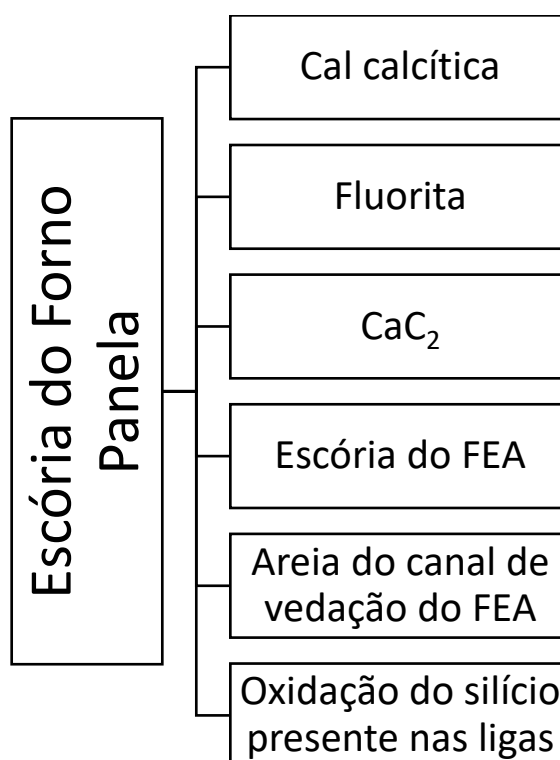 Escória do Forno
Panela
Cal calcítica
Fluorita
CaC₂
Escória do FEA
Areia do canal de
vedação do FEA
Oxidação do silício
presente nas ligas